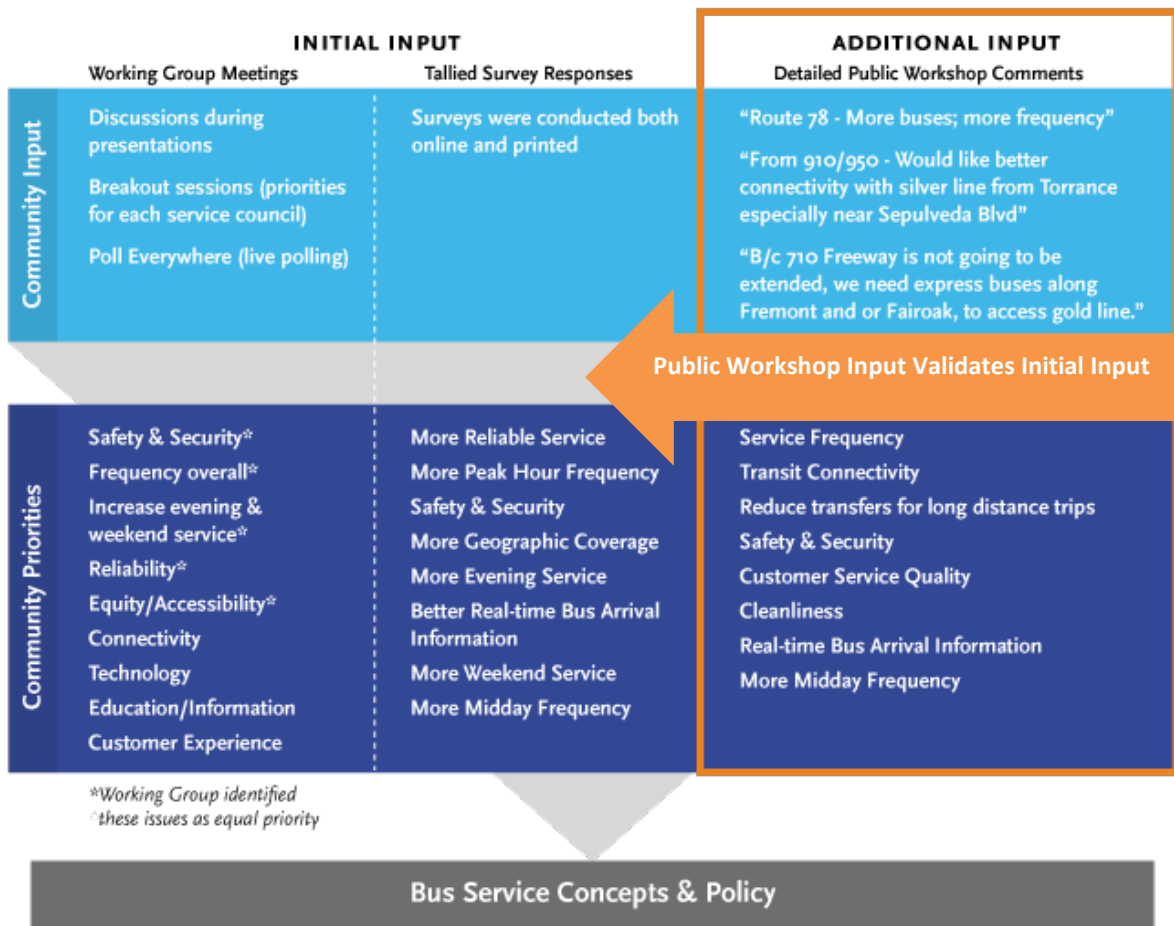 INITIAL INPUT
Working Group Meetings
Tallied Survey Responses
ADDITIONAL INPUT
Detailed Public Workshop Comments
Community Input
Discussions during
presentations
Breakout sessions (priorities
for each service council)
Poll Everywhere (live polling)
Surveys were conducted both
online and printed
“Route 78 - More buses; more frequency”
“From 910/950 - Would like better
connectivity with silver line from Torrance
especially near Sepulveda Blvd”
“B/c 710 Freeway is not going to be
extended, we need express buses along
Fremont and or Fairoak, to access gold line.”
Public Workshop Input Validates Initial Input
Community Priorities
Safety & Security*
Frequency overall*
Increase evening &
weekend service*
Reliability*
Equity/Accessibility*
Connectivity
Technology
Education/Information
Customer Experience
More Reliable Service
More Peak Hour Frequency
Safety & Security
More Geographic Coverage
More Evening Service
Better Real-time Bus Arrival
Information
More Weekend Service
More Midday Frequency
Service Frequency
Transit Connectivity
Reduce transfers for long distance trips
Safety & Security
Customer Service Quality
Cleanliness
Real-time Bus Arrival Information
More Midday Frequency
*Working Group identified
*these issues as equal priority
Bus Service Concepts & Policy